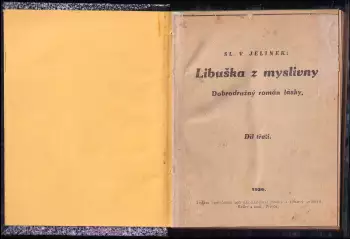 SL. V JELÍNEK:
Libuška z myslivny
Dobrodružný román lásky,
Díl třetí.
1930.